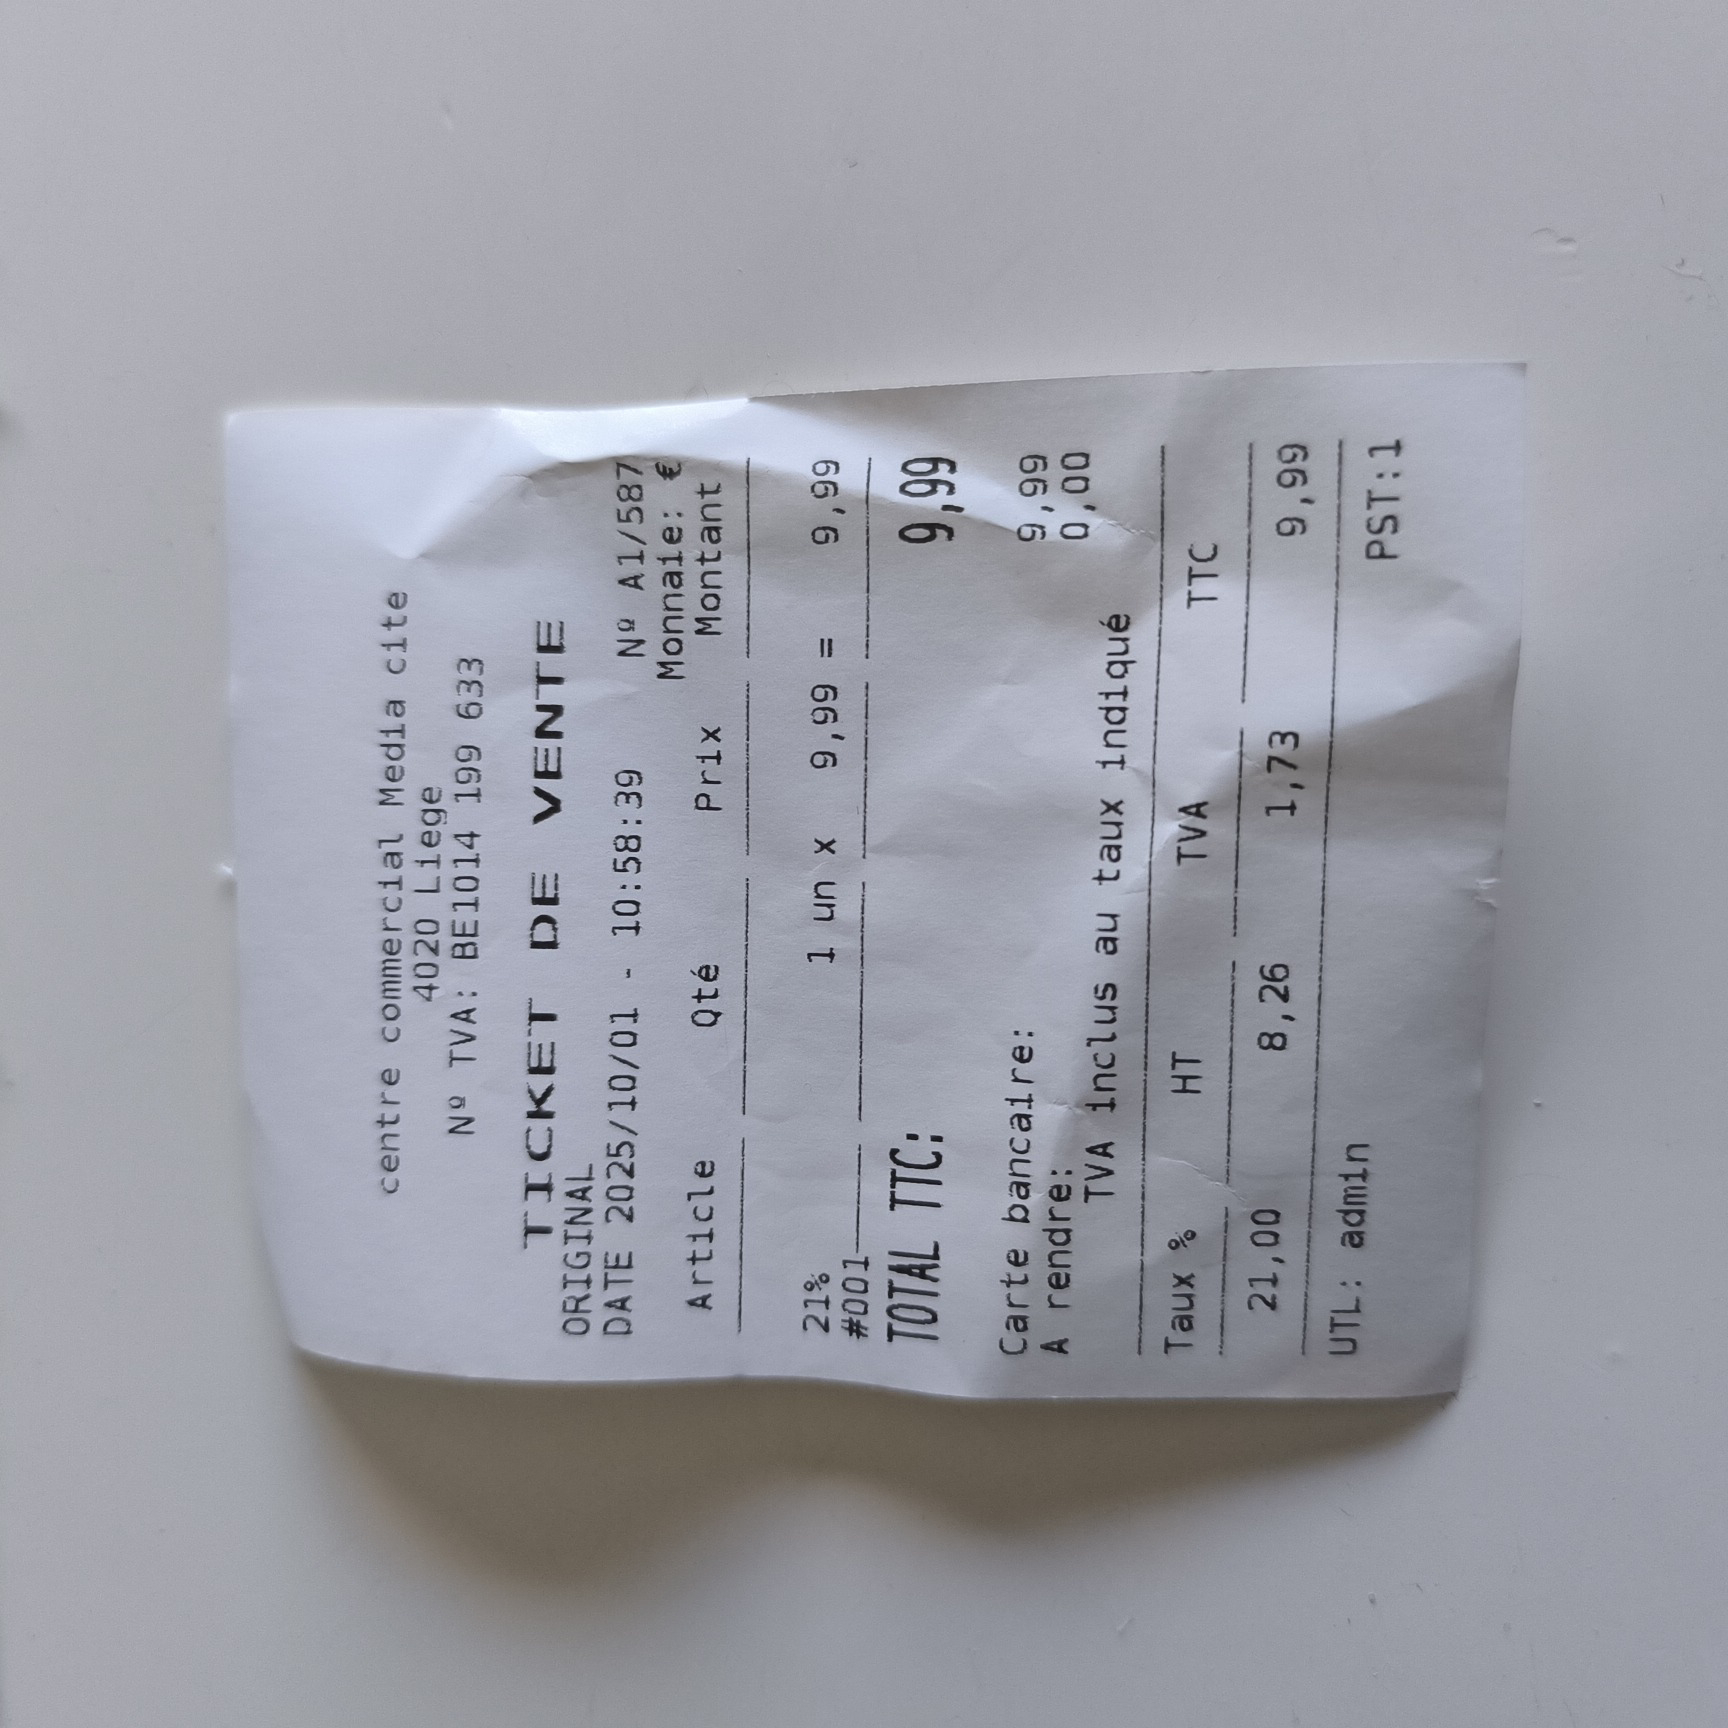 centre commercial Media cite
4020 Liege
Nº TVA: BE1014 199 633
TICKET DE VENTE
ORIGINAL
DATE 2025/10/01 - 10:58:39 Nº A1/587
Monnaie: €
Article Qté Prix Montant
21% 1 un x 9,99 = 9,99
#001
TOTAL TTC: 9,99
Carte bancaire: 9,99
A rendre: 0,00
TVA inclus au taux indiqué
Taux % HT TVA TTC
21,00 8,26 1,73 9,99
UTL: admin PST:1